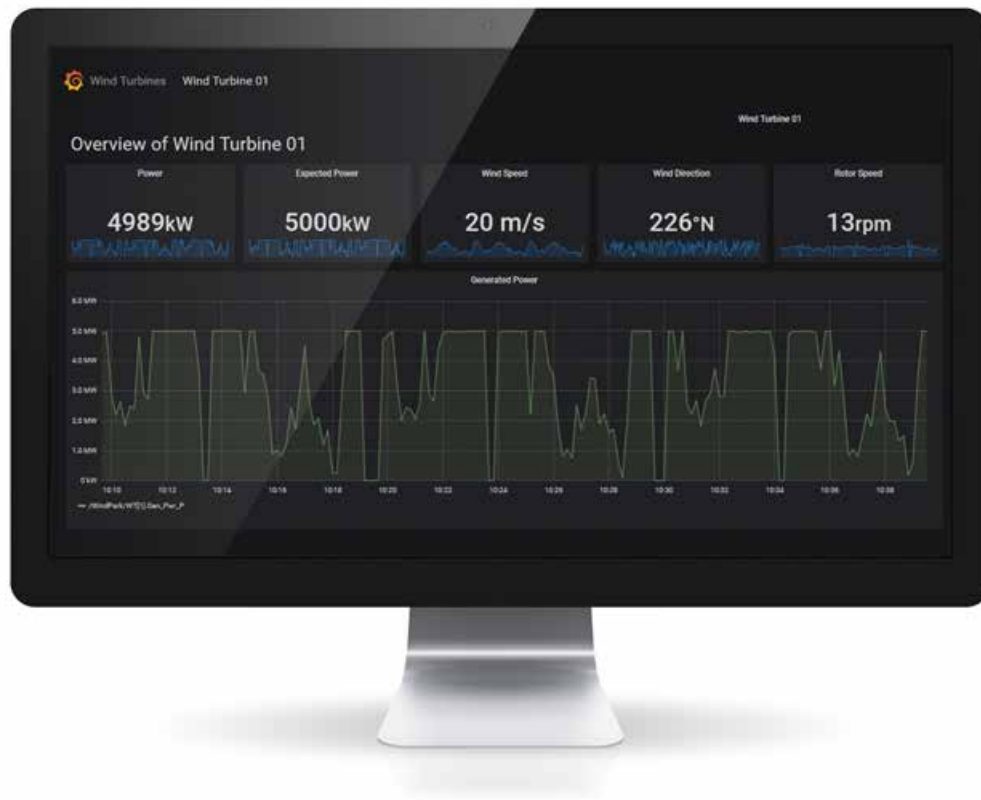 Wind Turbines Wind Turbine 01
Wind Turbine 01
Overview of Wind Turbine 01
Power Expected Power Wind Speed Wind Direction Rotor Speed
4989kW 5000kW 20 m/s 226°N 13rpm
Generated Power
6.0 MW
5.0 MW
4.0 MW
3.0 MW
2.0 MW
1.0 MW
0 kW
10:10 10:12 10:14 10:16 10:18 10:20 10:22 10:24 10:26 10:28 10:30 10:32 10:34 10:36 10:38
/WindPark/WT[1].Gen_Pwr_P